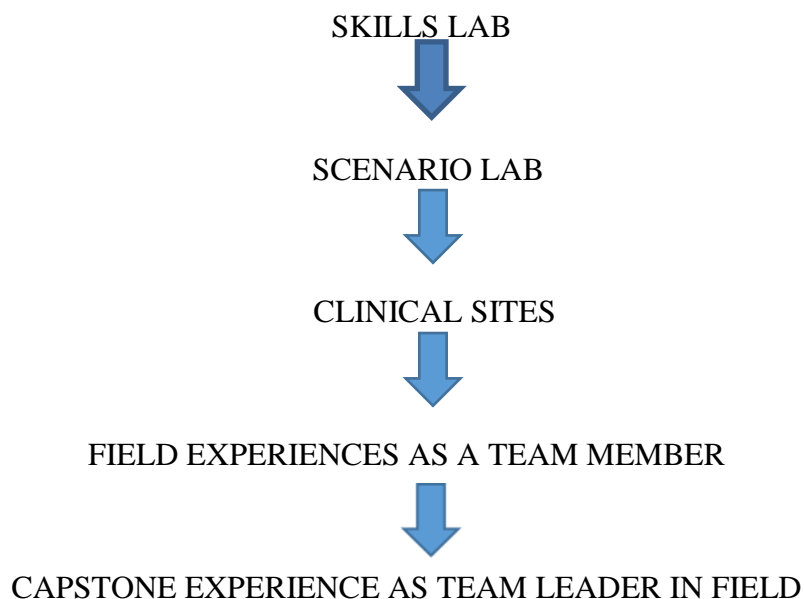 SKILLS LAB
SCENARIO LAB
CLINICAL SITES
FIELD EXPERIENCES AS A TEAM MEMBER
CAPSTONE EXPERIENCE AS TEAM LEADER IN FIELD